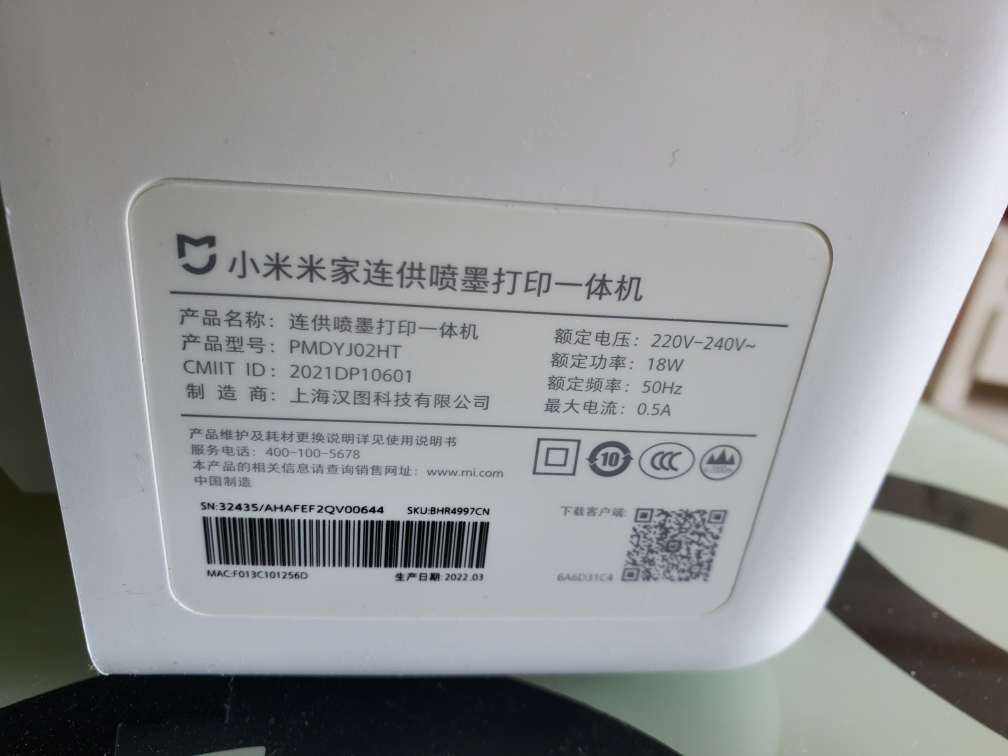 小米米家连供喷墨打印一体机
产品名称：连供喷墨打印一体机
产品型号：PMDYJ02HT
CMIIT ID：2021DP10601
制 造 商：上海汉图科技有限公司
额定电压：220V-240V~
额定功率：18W
额定频率：50Hz
最大电流：0.5A
产品维护及耗材更换说明详见使用说明书
服务电话：400-100-5678
本产品的相关信息请查询销售网址：www.mi.com
中国制造
10
CCC
SN:32435/AHAFEF2QV00644 SKU:BHR4997CN
MAC:F013C101256D 生产日期:2022.03
下载客户端:
6A6D31C4